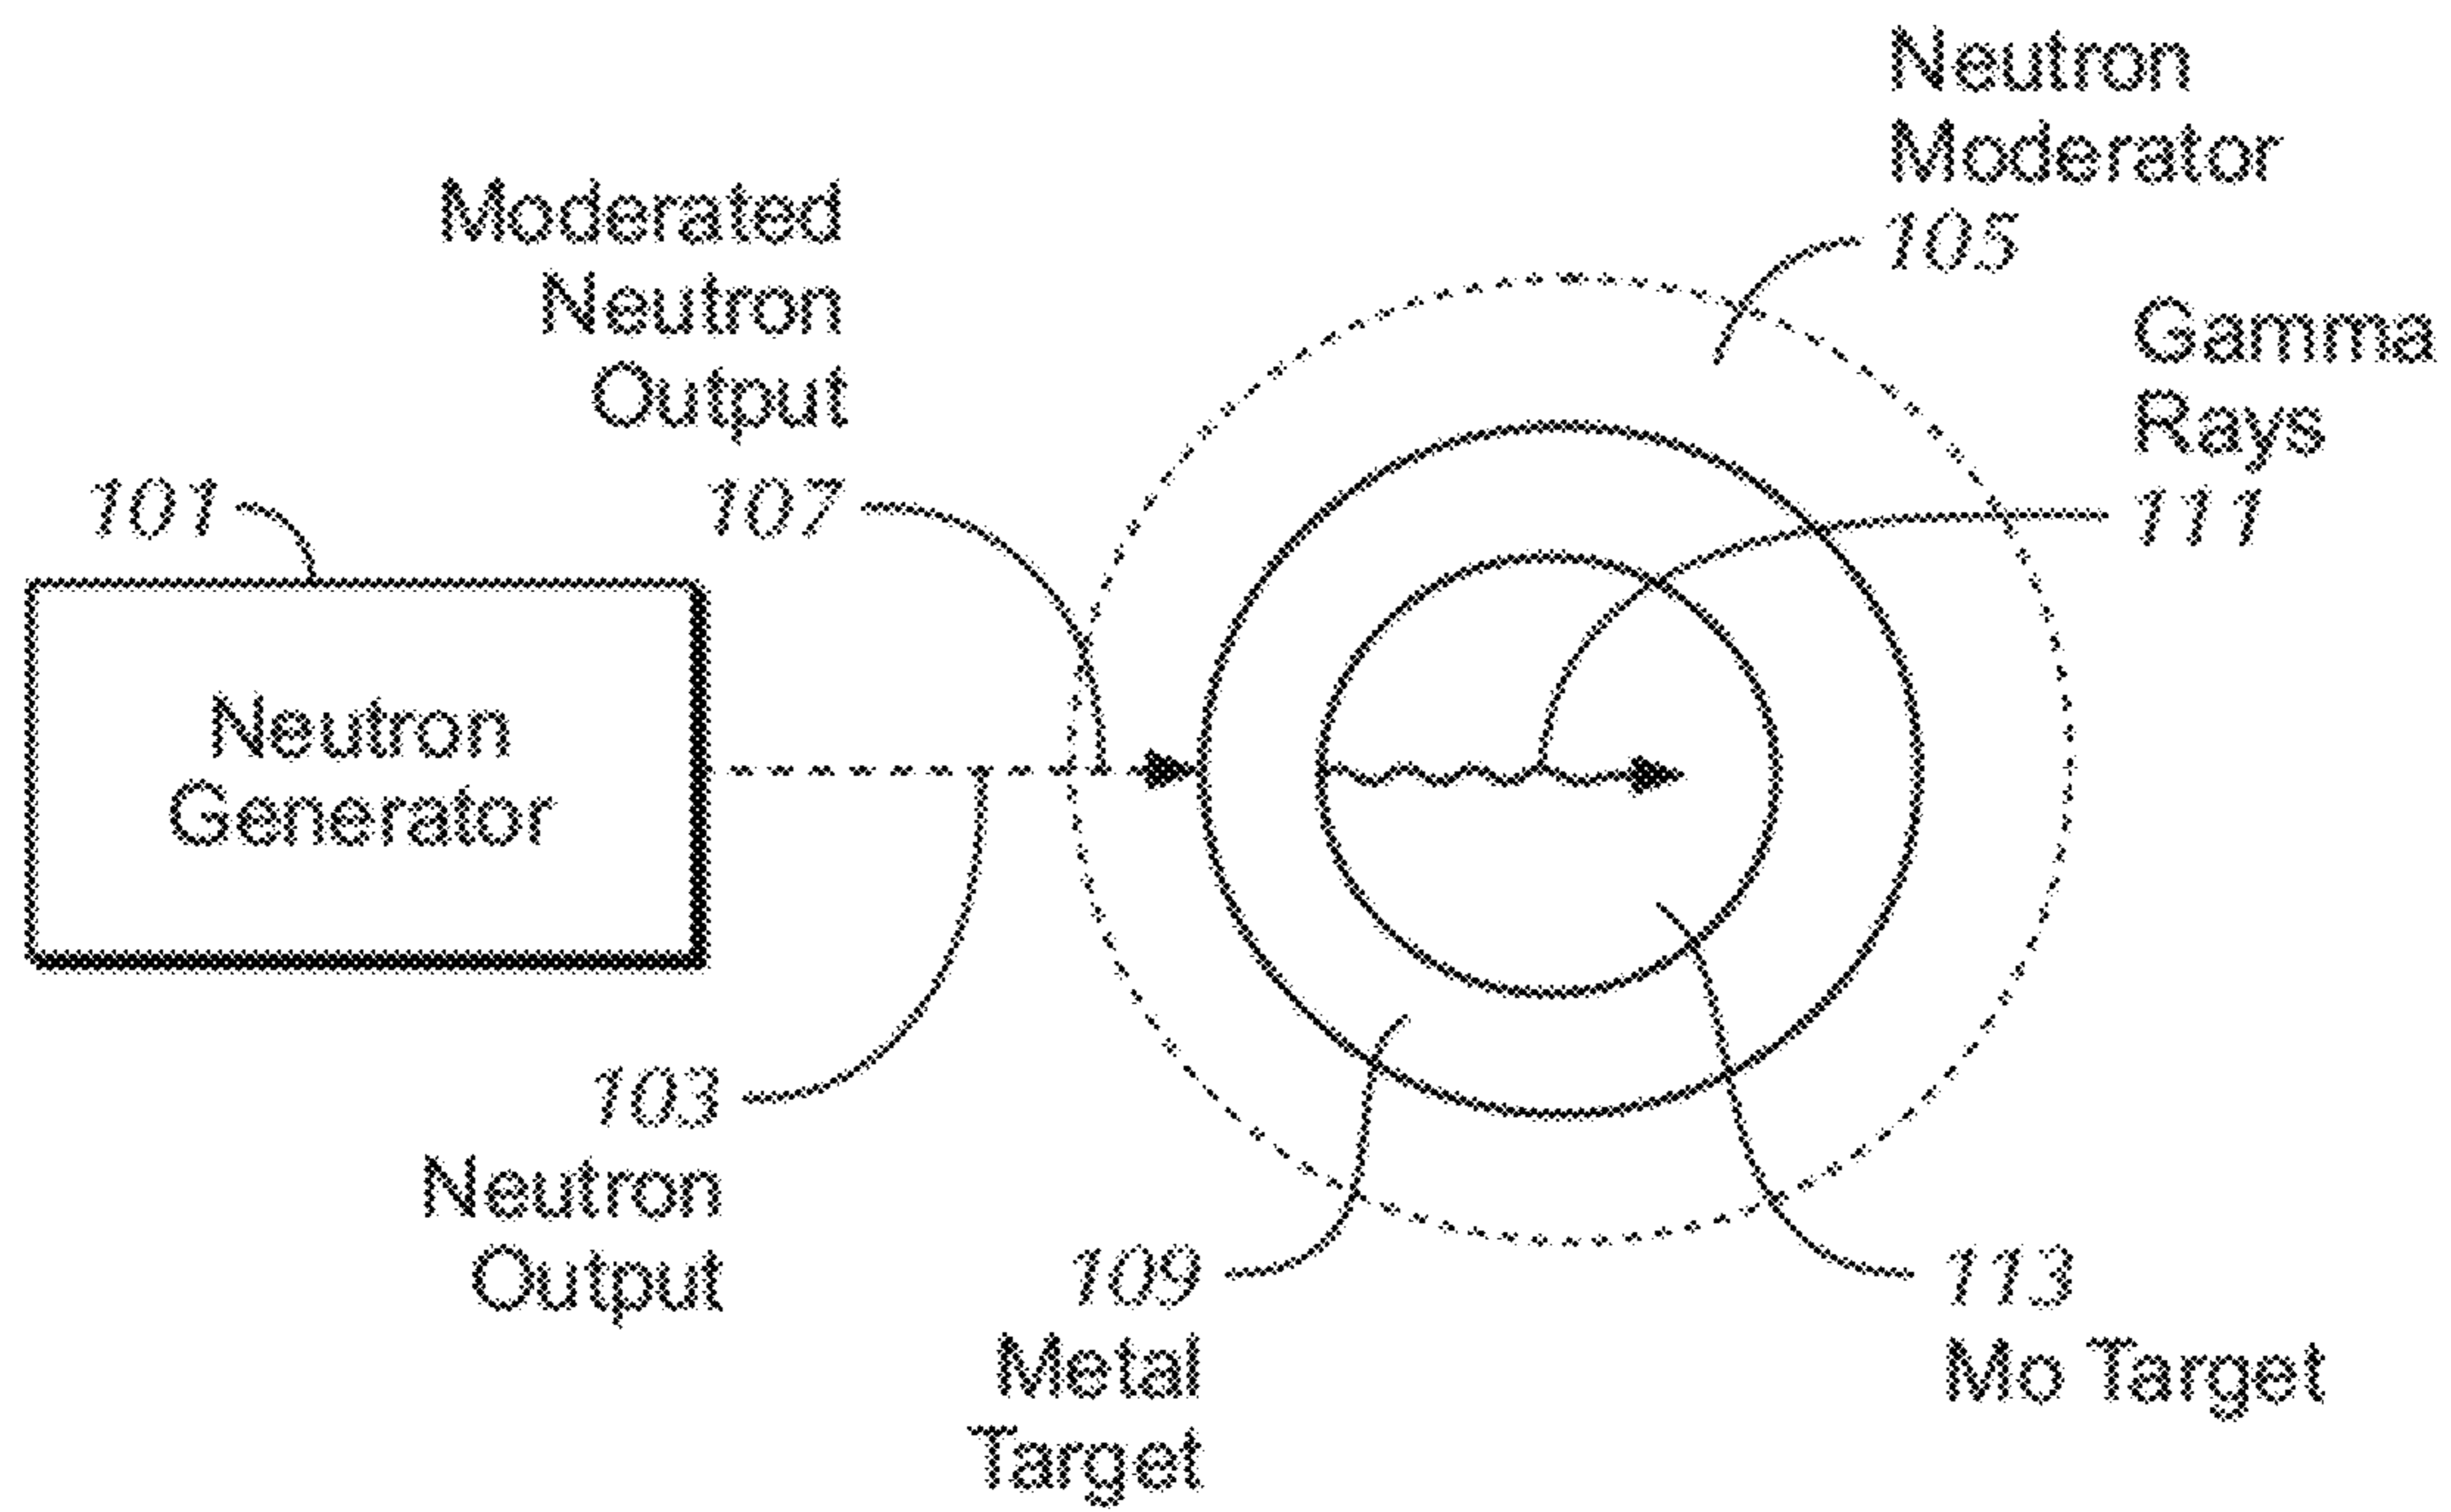 Neutron
Moderator
105
Moderated
Neutron
Output
107
Gamma
Rays
111
101
Neutron
Generator
103
Neutron
Output
109
Metal
Target
113
Mo Target